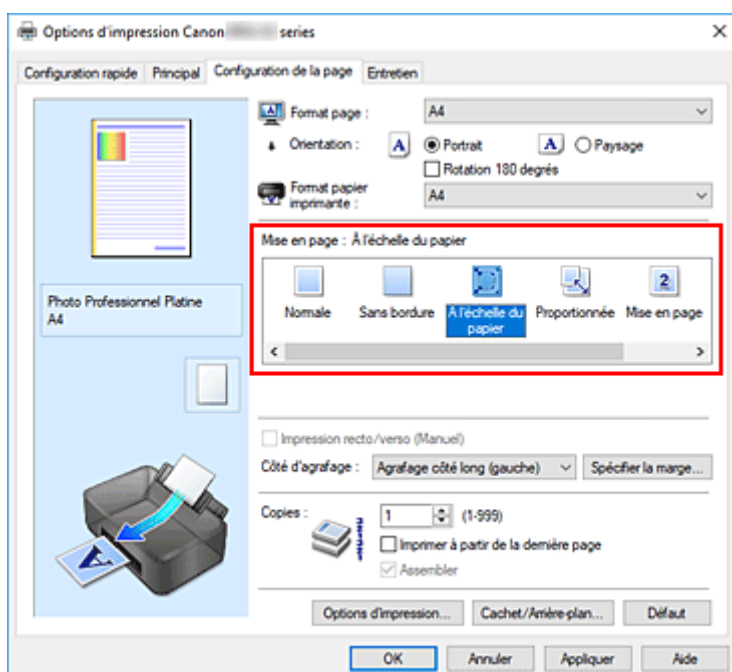 Options d'impression Canon series
Configuration rapide Principal Configuration de la page Entretien
Format page : A4
Orientation : A Portrait A Paysage
Rotation 180 degrés
Format papier
imprimante : A4
Mise en page : À l'échelle du papier
2
Normale Sans bordure À l'échelle du Proportionnée Mise en page
papier
Photo Professionnel Platine
A4
Impression recto/verso (Manuel)
Côté d'agrafage : Agrafage côté long (gauche) Spécifier la marge...
Copies : 1 (1-999)
Imprimer à partir de la dernière page
Assembler
A
Options d'impression... Cachet/Arrière-plan... Défaut
OK Annuler Appliquer Aide